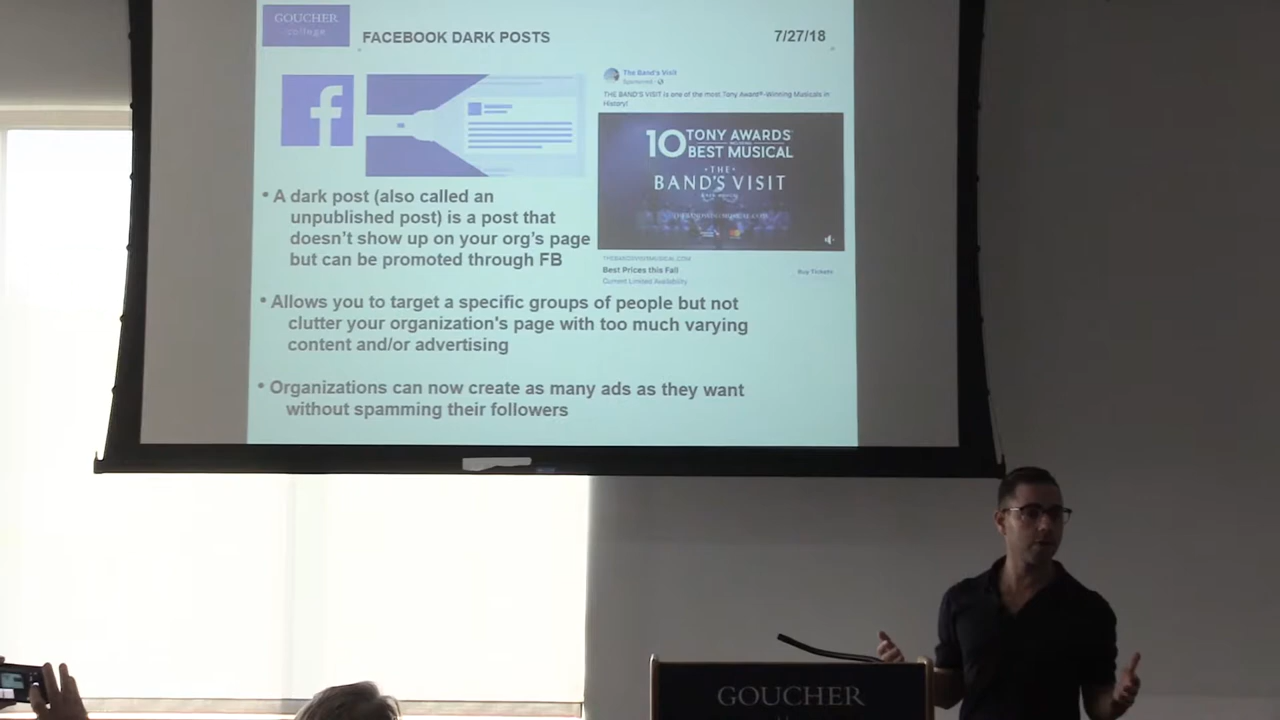 GOUCHER
college
FACEBOOK DARK POSTS
7/27/18
The Band's Visit
Sponsored
THE BAND'S VISIT is one of the most Tony Award®-Winning Musicals in
History!
10 TONY AWARDS
INCLUDING
BEST MUSICAL
• THE •
BAND'S VISIT
THEBANDSVISITMUSICAL.COM
THEBANDSVISITMUSICAL.COM
Best Prices this Fall
Current Limited Availability
Buy Tickets
• A dark post (also called an
unpublished post) is a post that
doesn't show up on your org's page
but can be promoted through FB
• Allows you to target a specific groups of people but not
clutter your organization's page with too much varying
content and/or advertising
• Organizations can now create as many ads as they want
without spamming their followers
GOUCHER